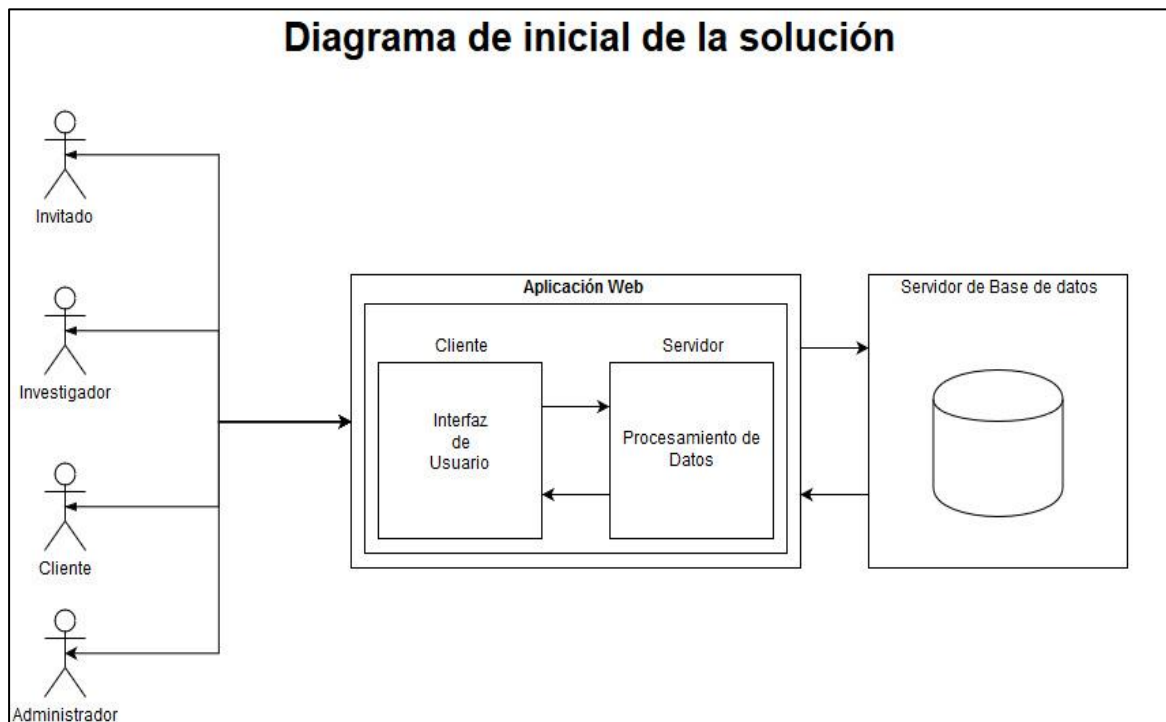 Diagrama de inicial de la solución
Invitado
Investigador
Cliente
Administrador
Aplicación Web
Cliente
Interfaz
de
Usuario
Servidor
Procesamiento de
Datos
Servidor de Base de datos